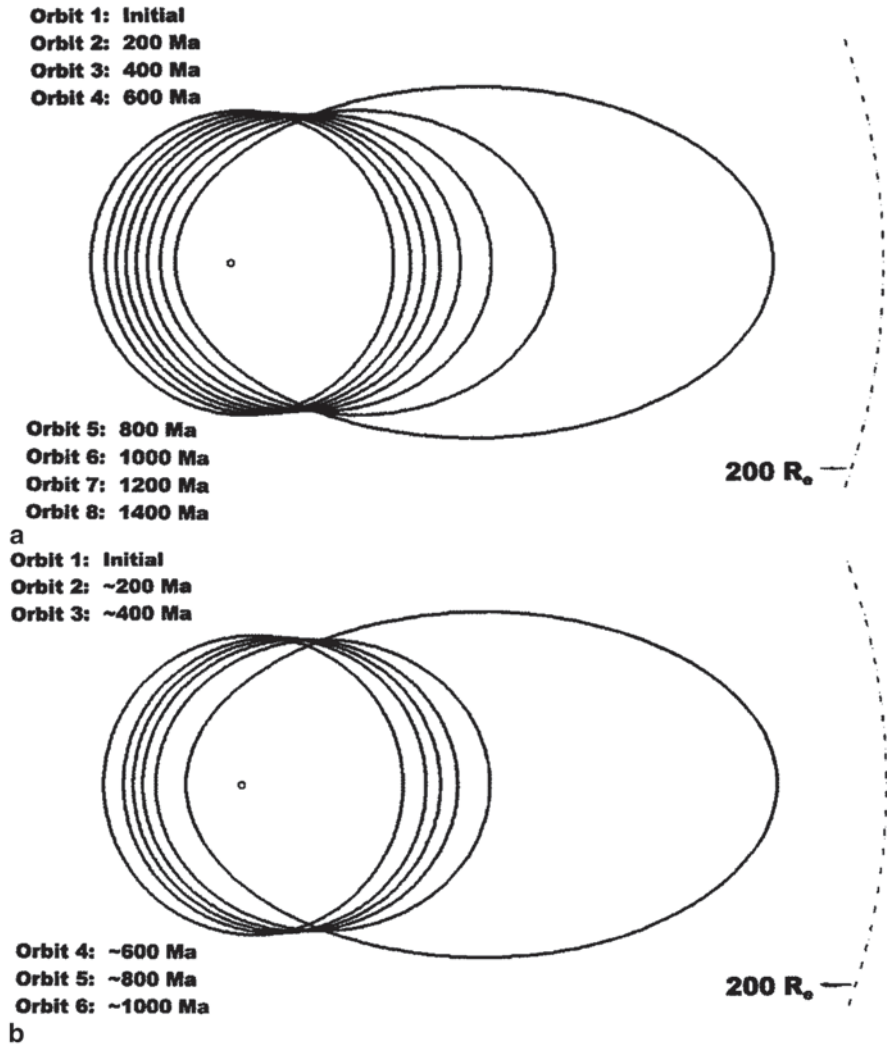 Orbit 1: Initial
Orbit 2: 200 Ma
Orbit 3: 400 Ma
Orbit 4: 600 Ma
Orbit 5: 800 Ma
Orbit 6: 1000 Ma
Orbit 7: 1200 Ma
Orbit 8: 1400 Ma
200 Re
a
Orbit 1: Initial
Orbit 2: ~200 Ma
Orbit 3: ~400 Ma
Orbit 4: ~600 Ma
Orbit 5: ~800 Ma
Orbit 6: ~1000 Ma
200 Re
b